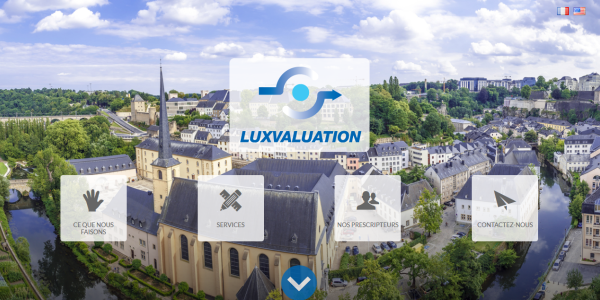 LUXVALUATION
CE QUE NOUS
FAISONS
SERVICES
NOS PRESCRIPTEURS
CONTACTEZ-NOUS